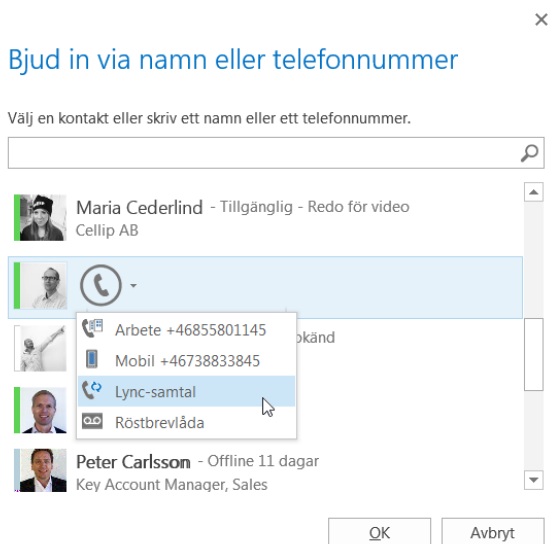 Bjud in via namn eller telefonnummer
Välj en kontakt eller skriv ett namn eller ett telefonnummer.
Maria Cederlind - Tillgänglig - Redo för video
Cellip AB
Arbete +46855801145
Mobil +46738833845
Lync-samtal
Röstbrevlåda
Peter Carlsson - Offline 11 dagar
Key Account Manager, Sales
OK
Avbryt